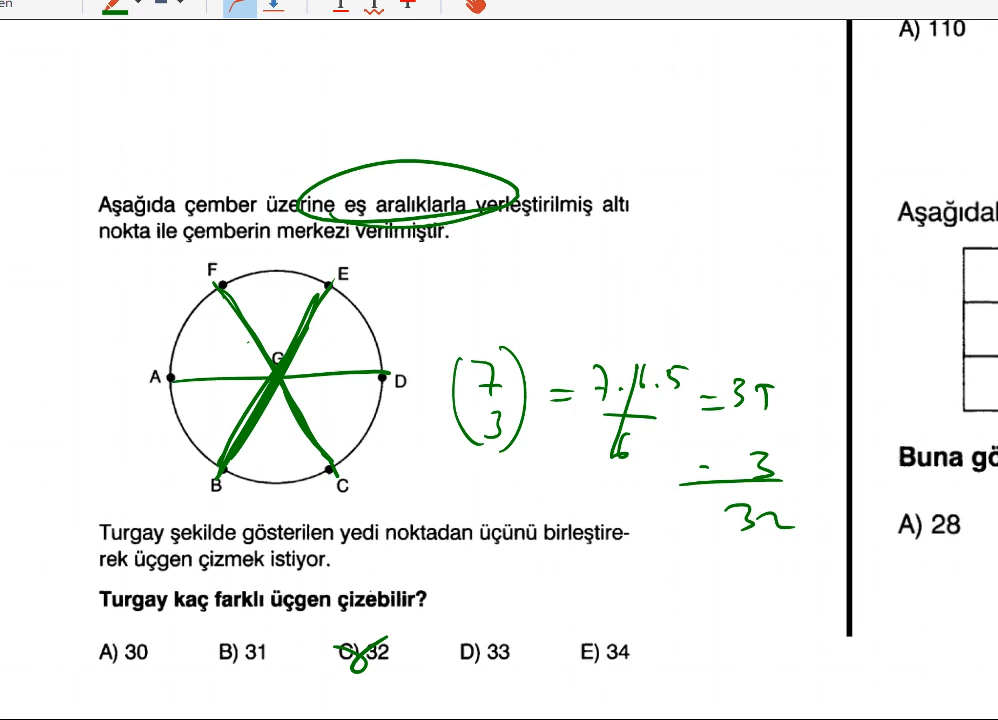 en
A) 110
Aşağıda çember üzerine eş aralıklarla yerleştirilmiş altı
nokta ile çemberin merkezi verilmiştir.
F
E
G
A
D
B
C
(7 3) = 7.6.5 / 6 = 35
- 3
32
Turgay şekilde gösterilen yedi noktadan üçünü birleştire-
rek üçgen çizmek istiyor.
Turgay kaç farklı üçgen çizebilir?
A) 30 B) 31 C) 32 D) 33 E) 34
Aşağıdal
Buna gö
A) 28